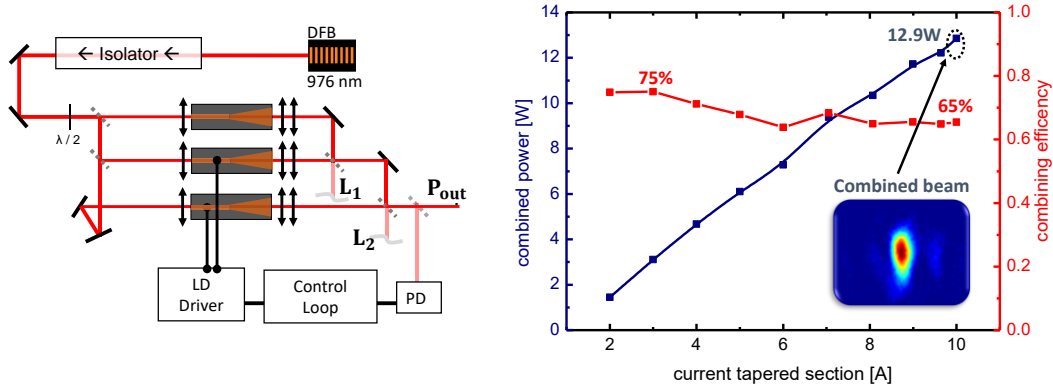 ← Isolator ←
DFB
976 nm
λ / 2
L₁
L₂
Pout
LD
Driver
Control
Loop
PD
14
12
10
8
6
4
2
0
combined power [W]
2
4
6
8
10
current tapered section [A]
1.0
0.8
0.6
0.4
0.2
0.0
combining efficency
75%
12.9W
65%
Combined beam